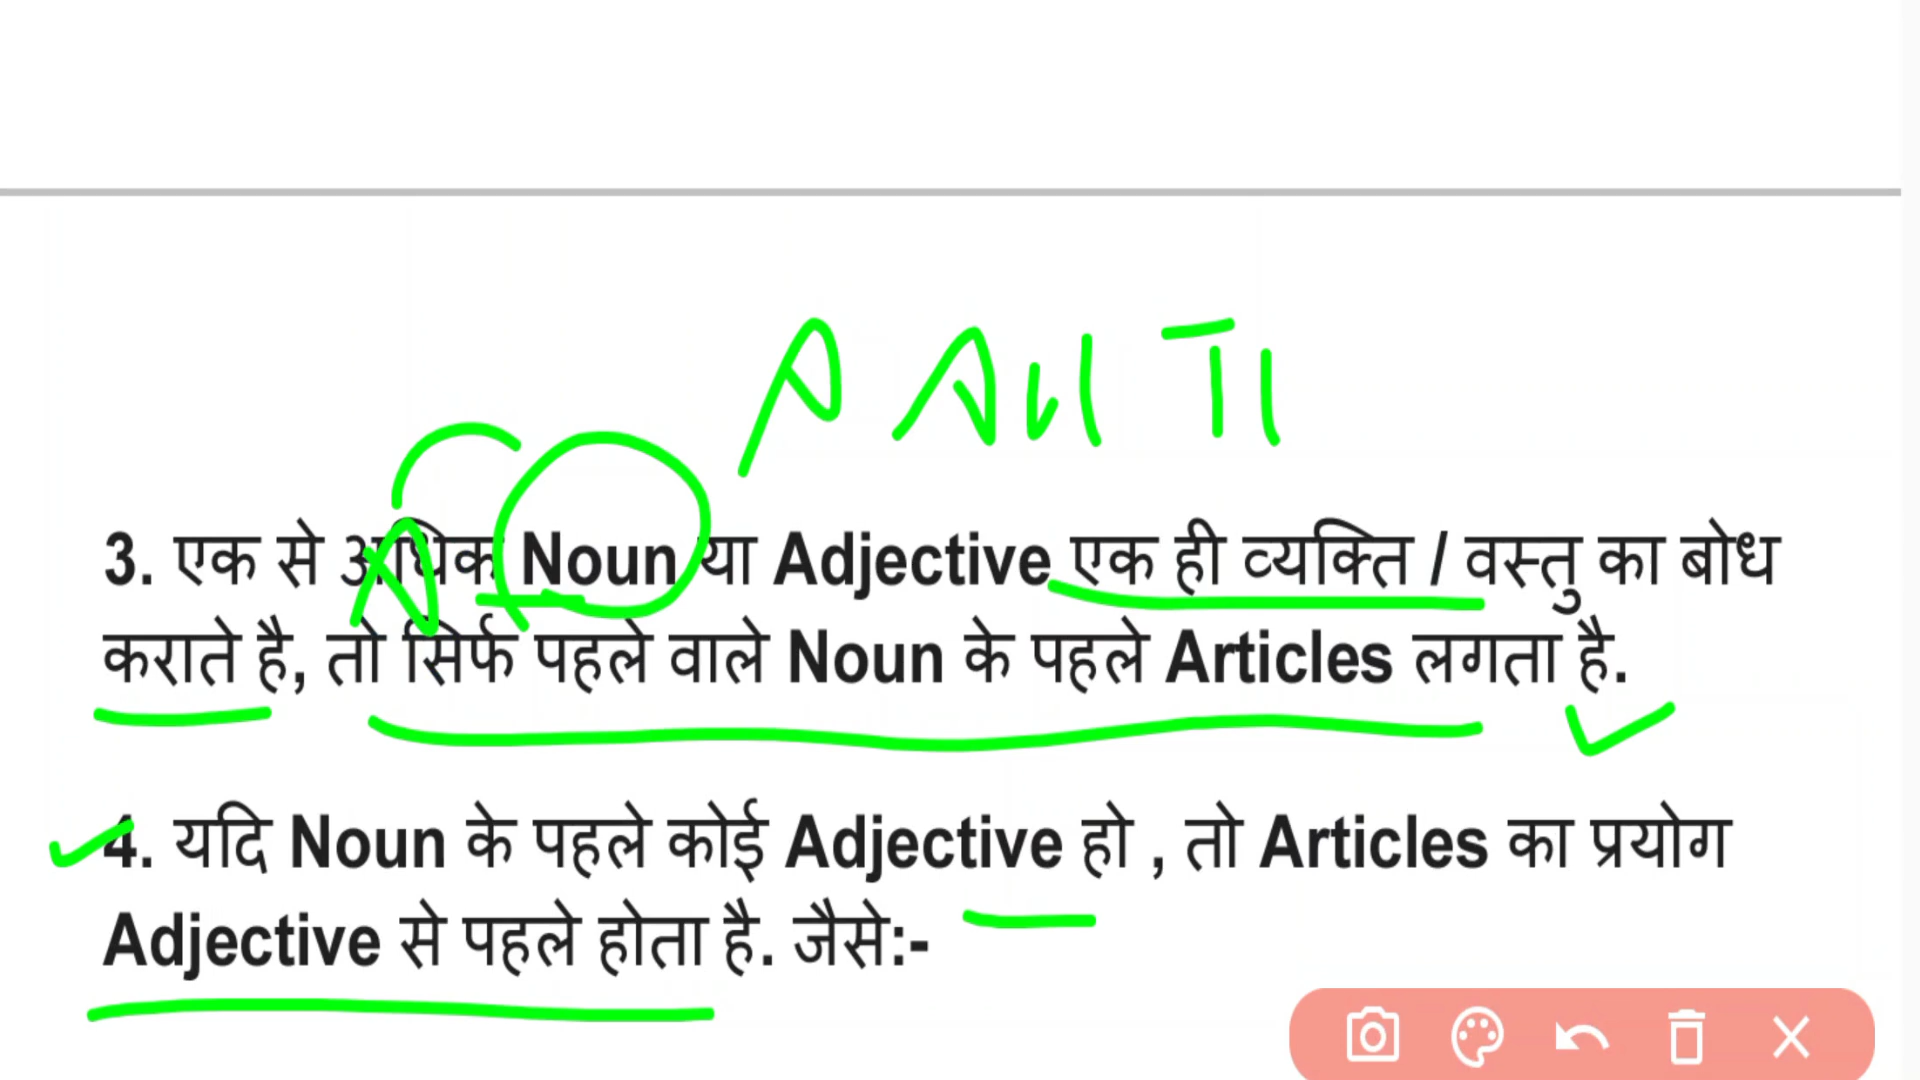 A An Th
3. एक से अधिक Noun या Adjective एक ही व्यक्ति / वस्तु का बोध
कराते है, तो सिर्फ पहले वाले Noun के पहले Articles लगता है.
4. यदि Noun के पहले कोई Adjective हो , तो Articles का प्रयोग
Adjective से पहले होता है. जैसे:-